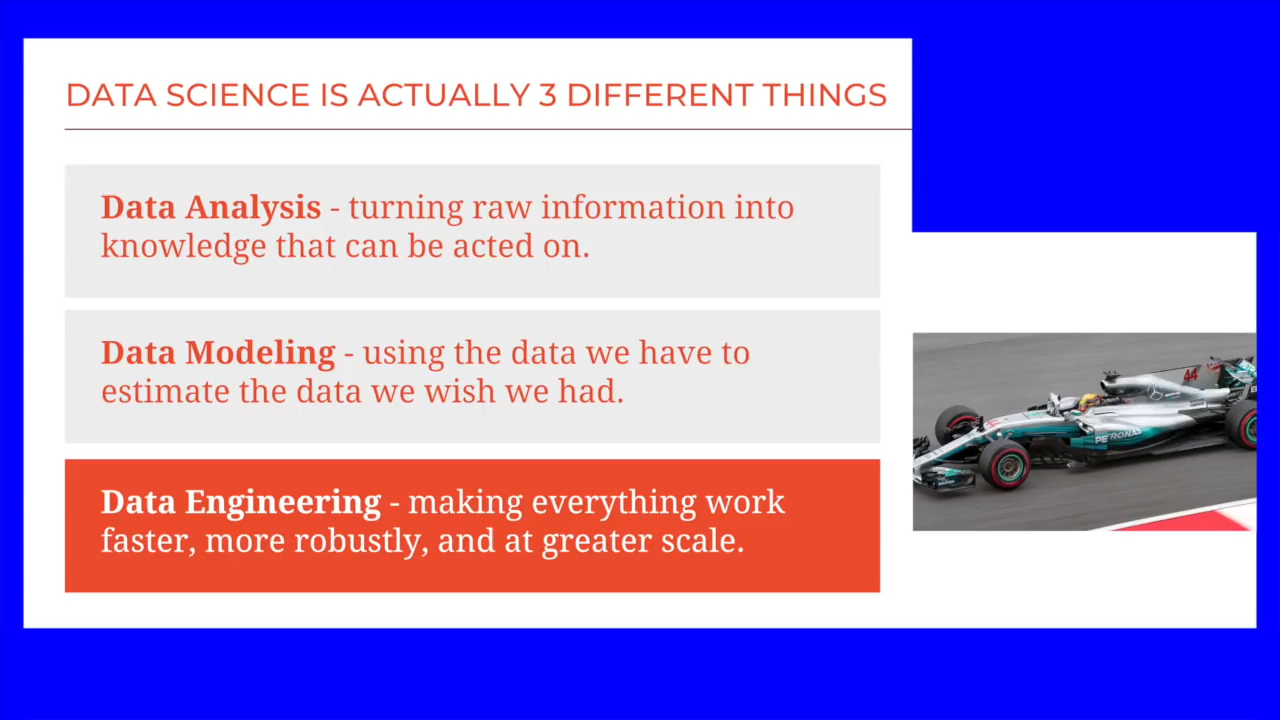 DATA SCIENCE IS ACTUALLY 3 DIFFERENT THINGS
Data Analysis - turning raw information into
knowledge that can be acted on.
Data Modeling - using the data we have to
estimate the data we wish we had.
Data Engineering - making everything work
faster, more robustly, and at greater scale.
44
PETRONAS